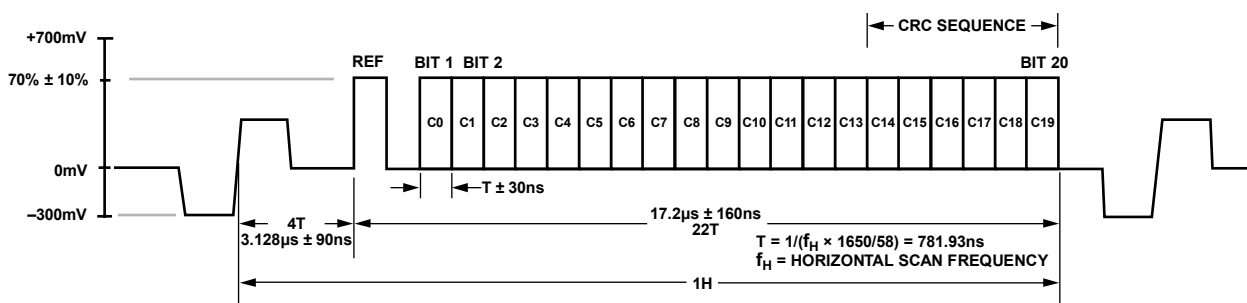 +700mV
CRC SEQUENCE
REF
BIT 1
BIT 2
BIT 20
70% ± 10%
C0
C1
C2
C3
C4
C5
C6
C7
C8
C9
C10
C11
C12
C13
C14
C15
C16
C17
C18
C19
0mV
T ± 30ns
–300mV
4T
3.128µs ± 90ns
17.2µs ± 160ns
22T
T = 1/(fH × 1650/58) = 781.93ns
fH = HORIZONTAL SCAN FREQUENCY
1H